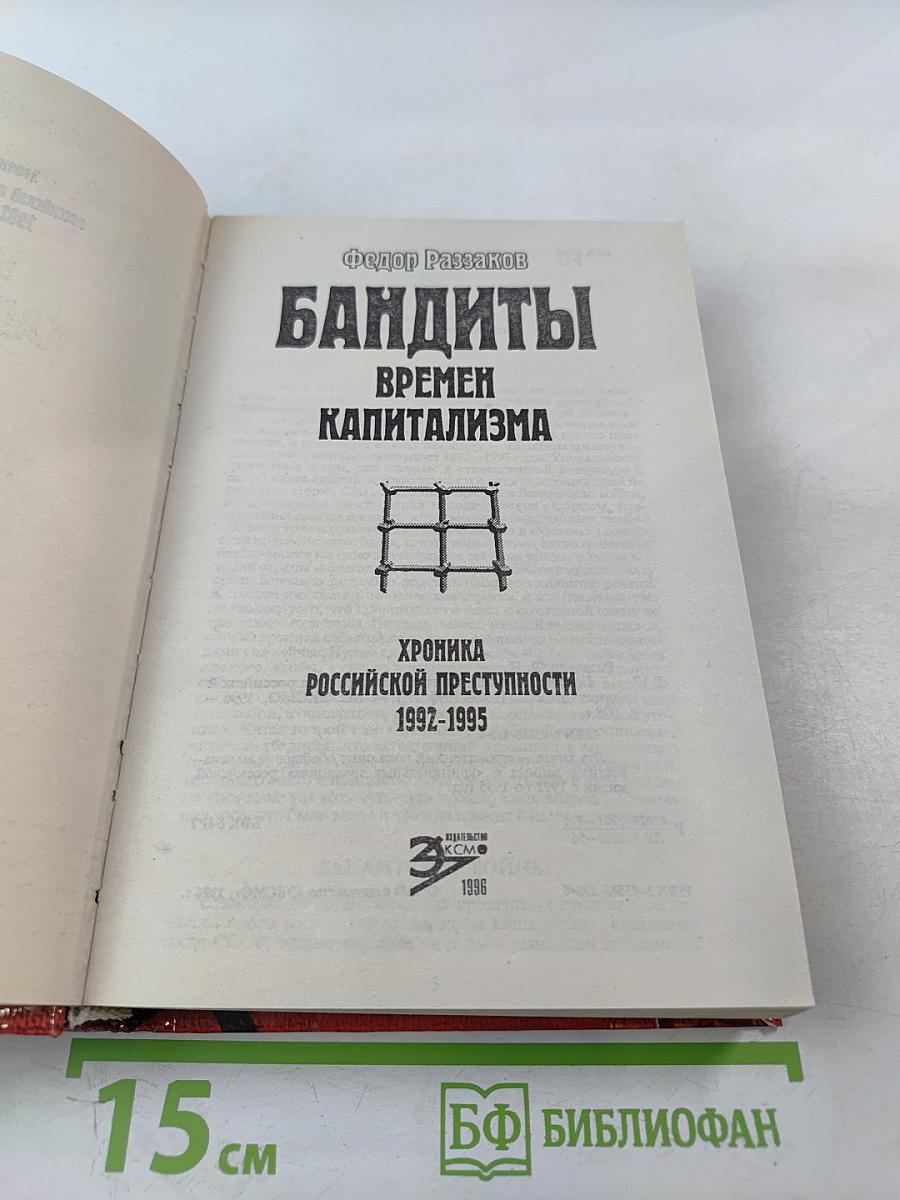 Федор Раззаков
БАНДИТЫ
ВРЕМЕН
КАПИТАЛИЗМА
ХРОНИКА
РОССИЙСКОЙ ПРЕСТУПНОСТИ
1992-1995
ИЗДАТЕЛЬСТВО
ЭКСМО
1996
15 см
БФ БИБЛИОФАН